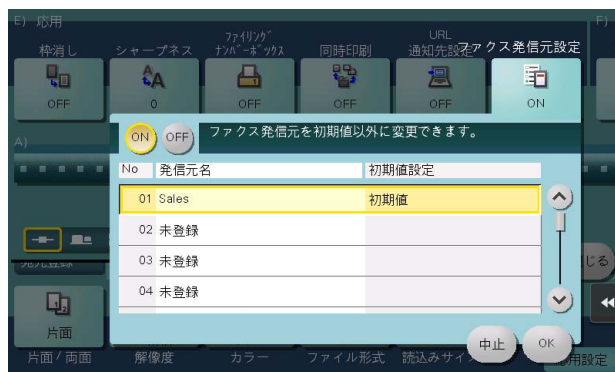 E) 応用
F)
URL
ファイリング
枠消し シャープネス ﾅﾝﾊﾞｰﾎﾞｯｸｽ 同時印刷 通知先設定 ファクス発信元設定
OFF 0 OFF OFF OFF ON
A)
ON OFF ファクス発信元を初期値以外に変更できます。
No 発信元名 初期値設定
01 Sales 初期値
02 未登録
03 未登録
04 未登録
じる
片面
中止 OK
片面/両面 解像度 カラー ファイル形式 読込みサイ 応用設定